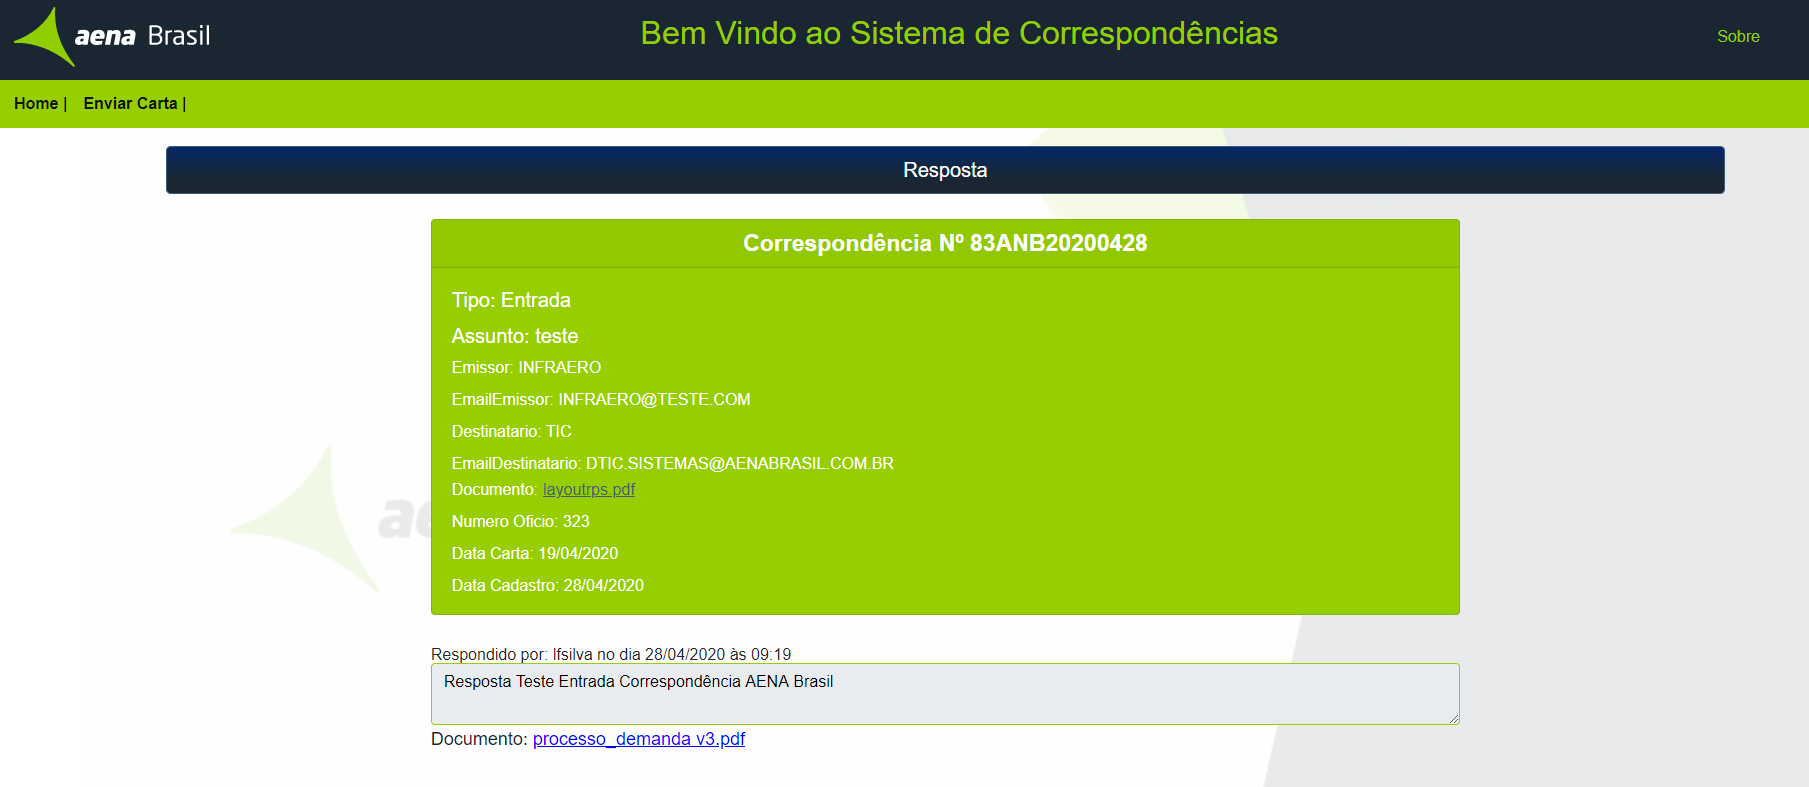 aena Brasil
Bem Vindo ao Sistema de Correspondências
Sobre
Home |
Enviar Carta |
Resposta
Correspondência Nº 83ANB20200428
Tipo: Entrada
Assunto: teste
Emissor: INFRAERO
EmailEmissor: INFRAERO@TESTE.COM
Destinatario: TIC
EmailDestinatario: DTIC.SISTEMAS@AENABRASIL.COM.BR
Documento: layoutrps.pdf
Numero Oficio: 323
Data Carta: 19/04/2020
Data Cadastro: 28/04/2020
ae
Respondido por: lfsilva no dia 28/04/2020 às 09:19
Resposta Teste Entrada Correspondência AENA Brasil
Documento: processo_demanda v3.pdf